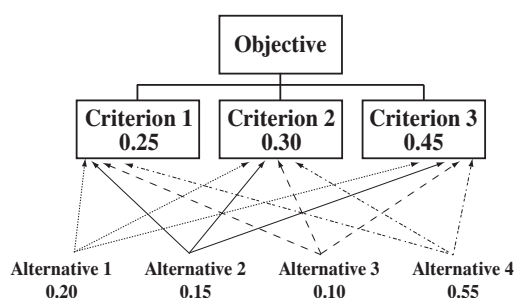 Objective
Criterion 1
0.25
Criterion 2
0.30
Criterion 3
0.45
Alternative 1
0.20
Alternative 2
0.15
Alternative 3
0.10
Alternative 4
0.55